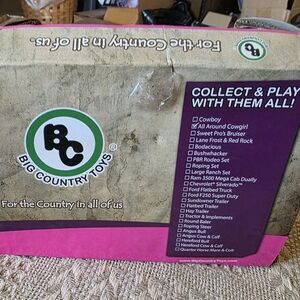 For the Country in all of us.
BC
COLLECT & PLAY
WITH THEM ALL!
Cowboy
All Around Cowgirl
Sweet Pro's Bruiser
Lane Frost & Red Rock
Bodacious
Bushwhacker
PBR Rodeo Set
Roping Set
Large Ranch Set
Ram 3500 Mega Cab Dually
Chevrolet® Silverado™
Ford Flatbed Truck
Ford F250 Super Duty
Sundowner Trailer
Flatbed Trailer
Hay Trailer
Tractor & Implements
Round Baler
Roping Steer
Angus Bull
Angus Cow & Calf
Hereford Bull
Hereford Cow & Calf
Quarter Horse Mare & Colt
BC
BIG COUNTRY TOYS ®
For the Country in all of us